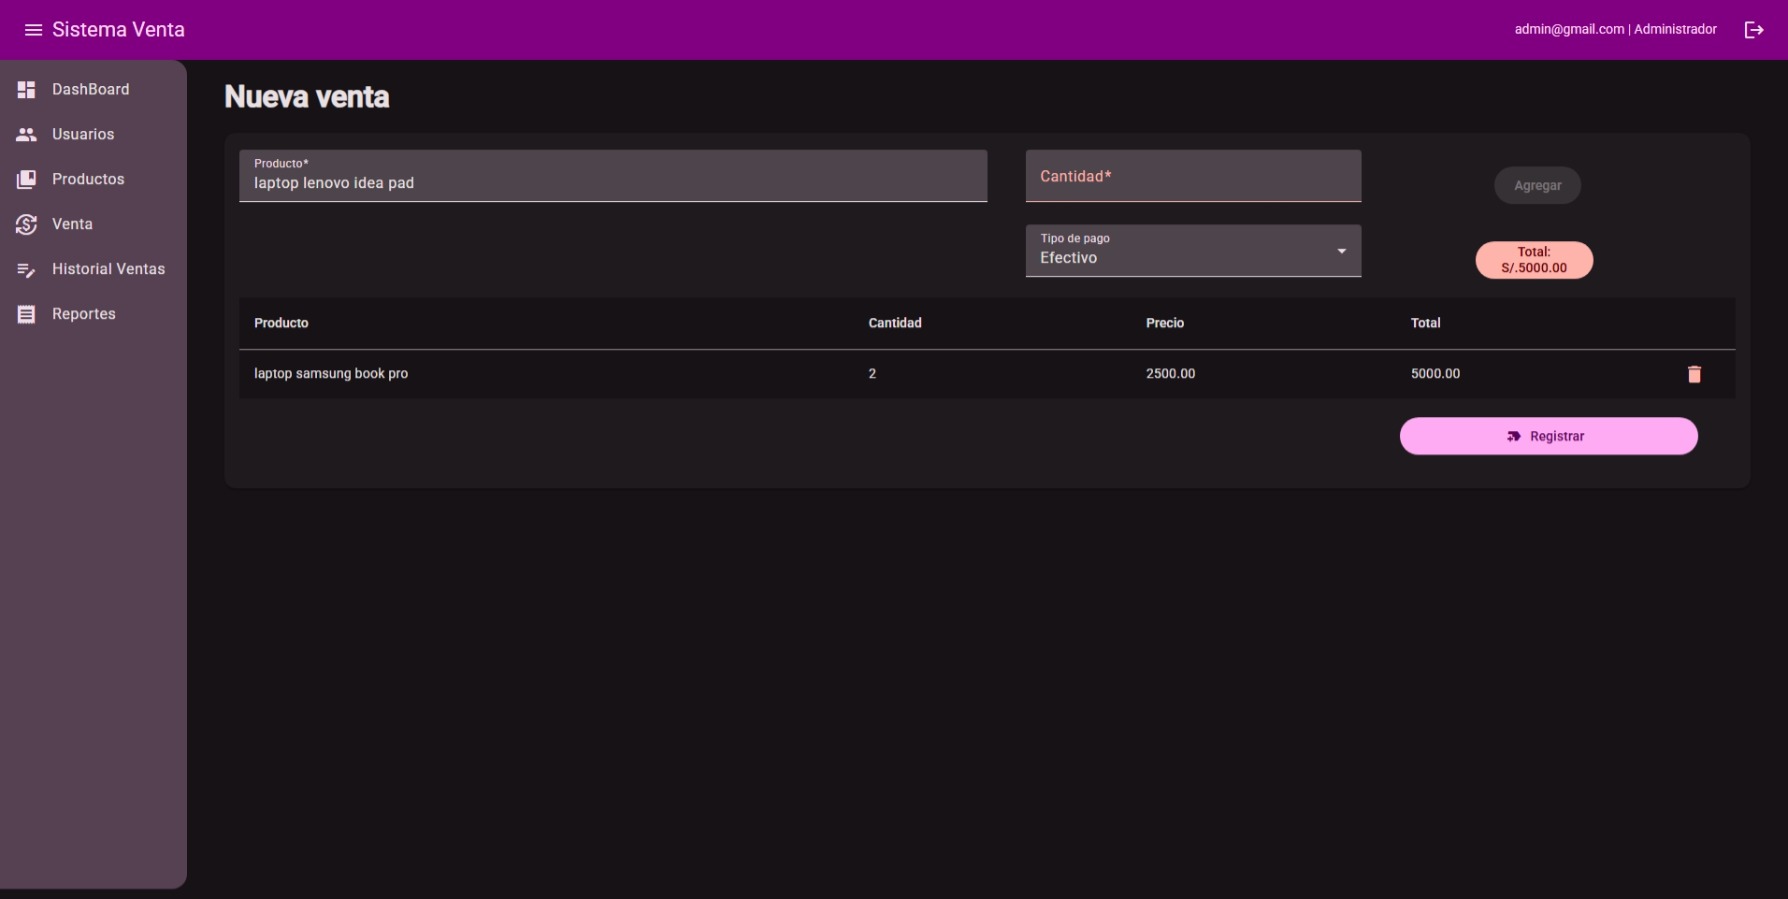 Sistema Venta
admin@gmail.com | Administrador
DashBoard
Usuarios
Productos
Venta
Historial Ventas
Reportes
Nueva venta
Producto*
laptop lenovo idea pad
Cantidad*
Agregar
Tipo de pago
Efectivo
Total:
S/.5000.00
Producto Cantidad Precio Total
laptop samsung book pro 2 2500.00 5000.00
Registrar